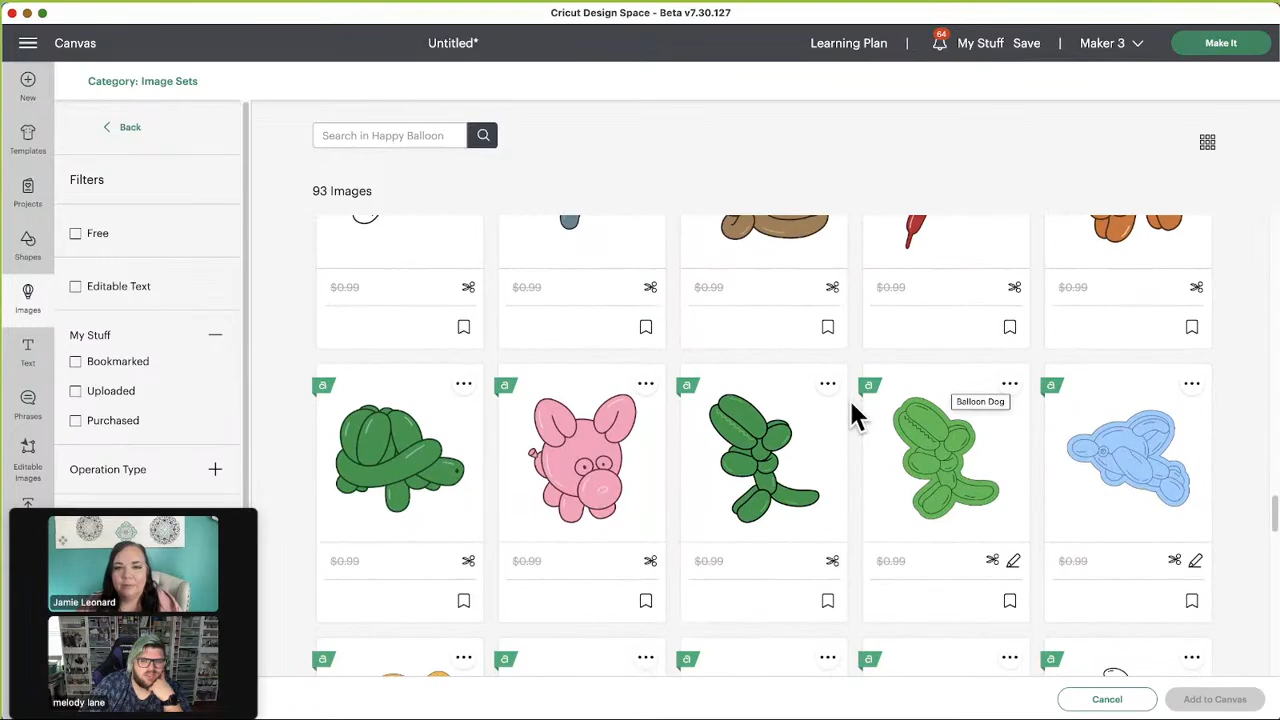 Cricut Design Space - Beta v7.30.127
Canvas
Untitled*
Learning Plan
|
64
My Stuff
Save
|
Maker 3
Make It
New
Templates
Projects
Shapes
Images
Text
Phrases
Editable
Images
Category: Image Sets
Back
Filters
Free
Editable Text
My Stuff
Bookmarked
Uploaded
Purchased
Operation Type
Search in Happy Balloon
93 Images
$0.99
$0.99
$0.99
$0.99
$0.99
a
a
a
a
a
Balloon Dog
$0.99
$0.99
$0.99
$0.99
$0.99
a
a
a
a
a
Jamie Leonard
melody lane
Cancel
Add to Canvas